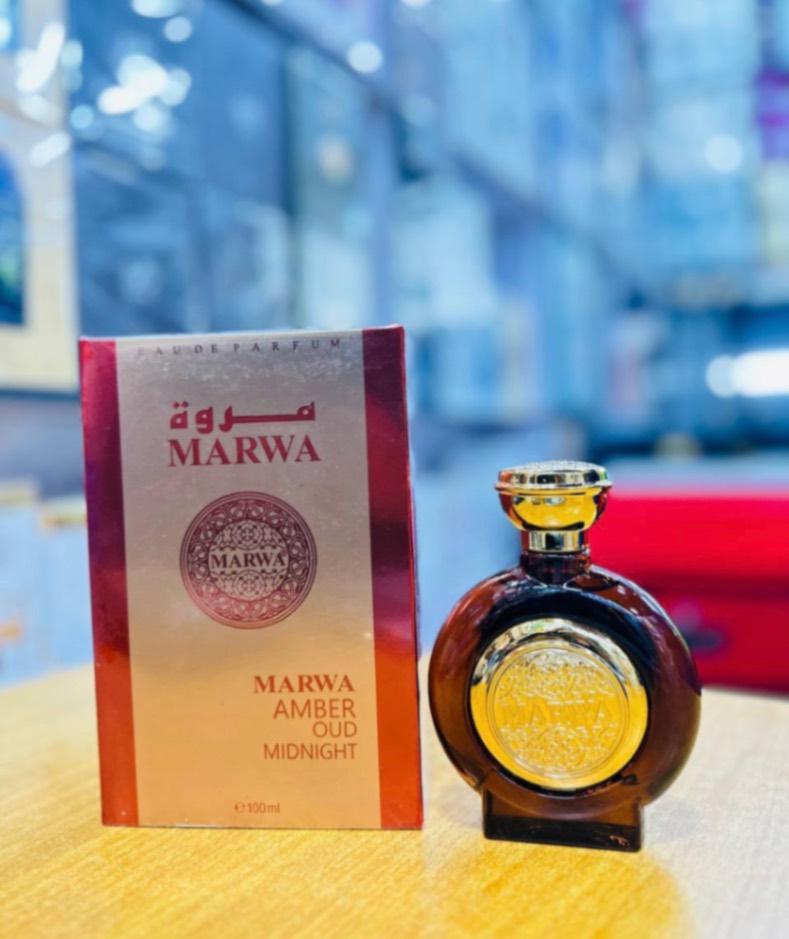 EAU DE PARFUM
مروة
MARWA
MARWA
MARWA
AMBER
OUD
MIDNIGHT
℮100ml
MARWA